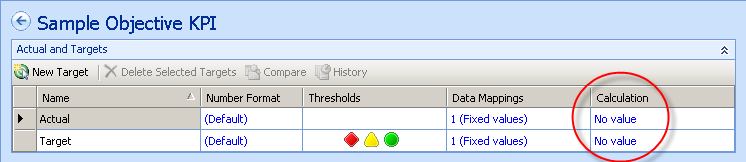 Sample Objective KPI
Actual and Targets
New Target Delete Selected Targets Compare History
Name Number Format Thresholds Data Mappings Calculation
Actual (Default) 1 (Fixed values) No value
Target (Default) 1 (Fixed values) No value